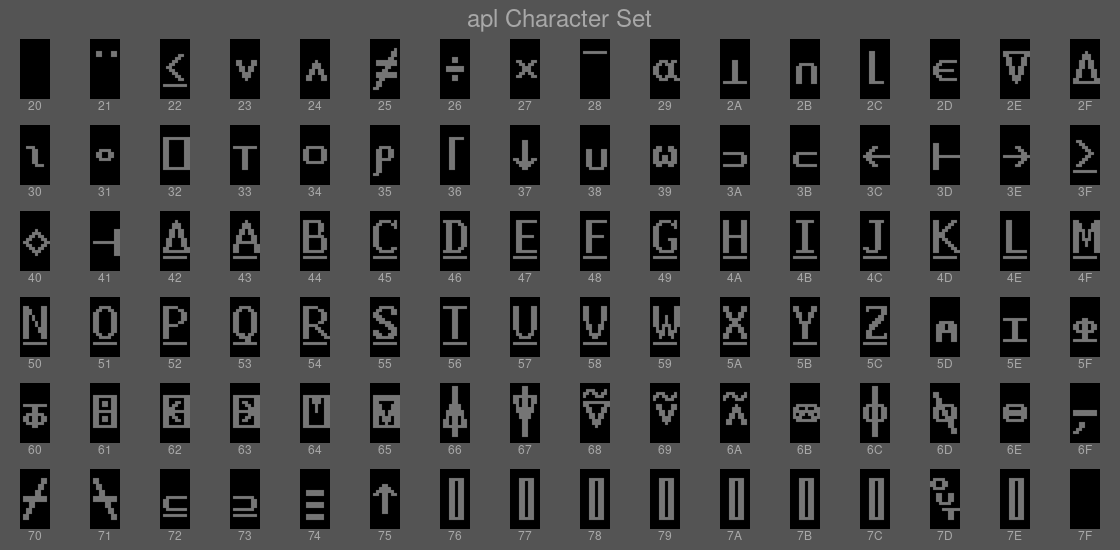 apl Character Set
¨ ≤ ∨ ∧ ≠ ÷ × ¯ ⍺ ⊥ ∩ ⌊ ∊ ⍫ ⍙
20 21 22 23 24 25 26 27 28 29 2A 2B 2C 2D 2E 2F
⍳ ∘ ⎕ ⊤ ○ ⍴ ⌈ ↓ ∪ ⍵ ⊃ ⊂ ← ⊢ → ≥
30 31 32 33 34 35 36 37 38 39 3A 3B 3C 3D 3E 3F
⋄ ⊣ ⍙ A̲ B̲ C̲ D̲ E̲ F̲ G̲ H̲ I̲ J̲ K̲ L̲ M̲
40 41 42 43 44 45 46 47 48 49 4A 4B 4C 4D 4E 4F
N̲ O̲ P̲ Q̲ R̲ S̲ T̲ U̲ V̲ W̲ X̲ Y̲ Z̲ ⍝ ⌶ ⌽
50 51 52 53 54 55 56 57 58 59 5A 5B 5C 5D 5E 5F
⍕ ⌹ ⍃ ⍄ ⍞ ⍌ ⍋ ⍒ ⍫ ⍱ ⍲ ⍟ ⌽ ⍉ ⊖ ⍪
60 61 62 63 64 65 66 67 68 69 6A 6B 6C 6D 6E 6F
⌿ ⍀ ⊆ ⊇ ≡ ↑ OUT
70 71 72 73 74 75 76 77 78 79 7A 7B 7C 7D 7E 7F